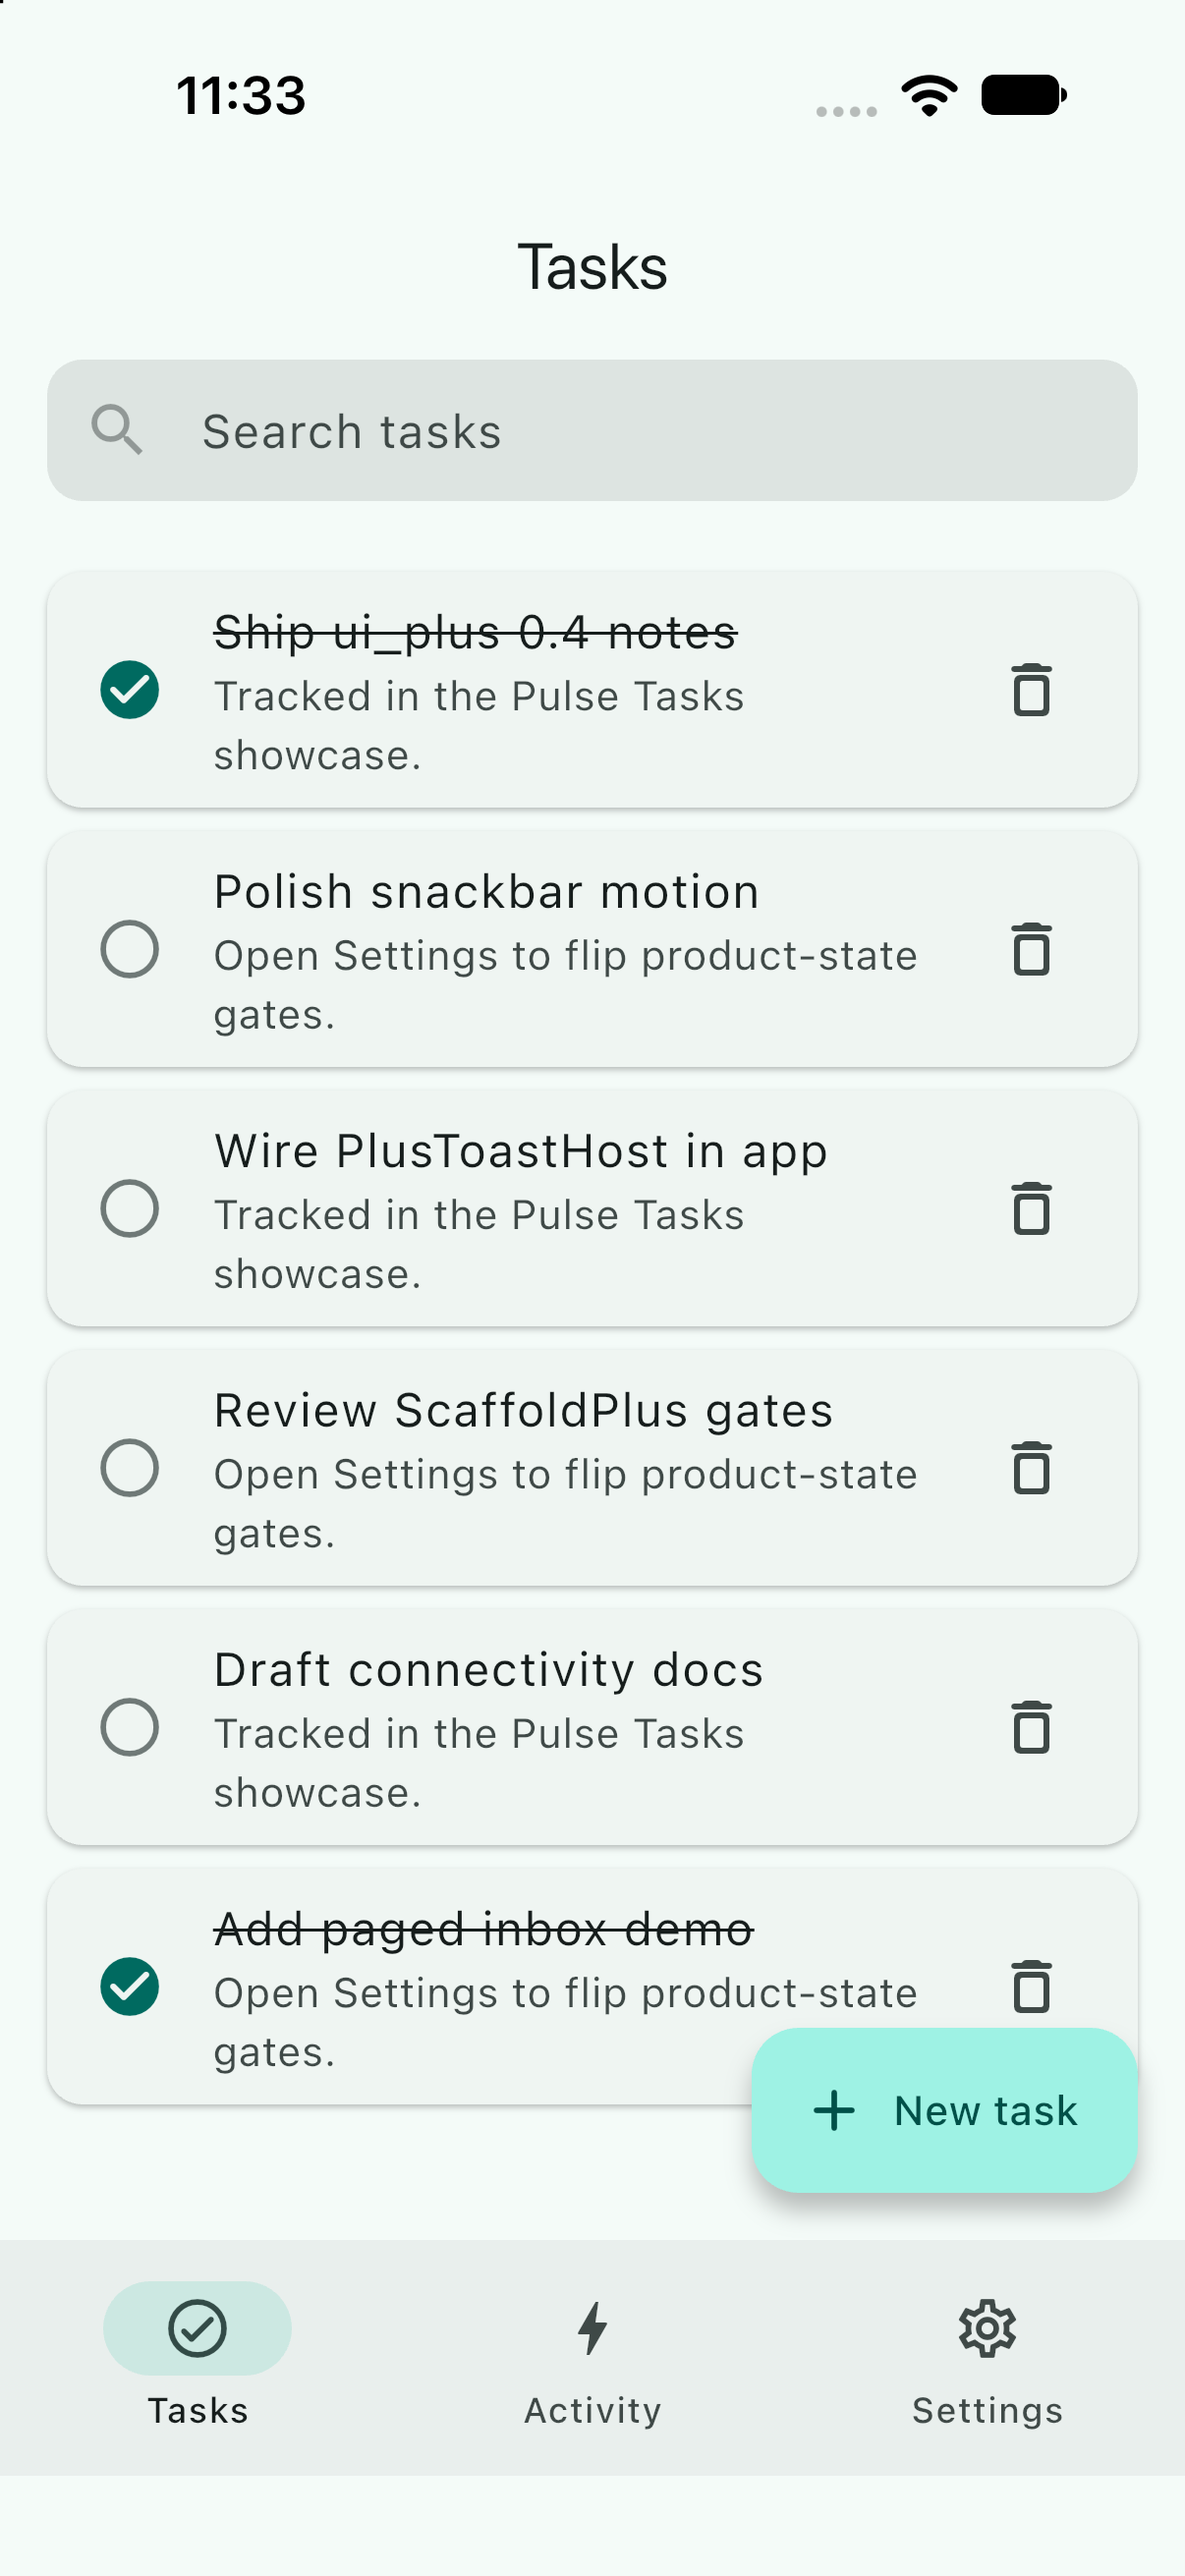 11:33
Tasks
Search tasks
Ship ui_plus 0.4 notes
Tracked in the Pulse Tasks
showcase.
Polish snackbar motion
Open Settings to flip product-state
gates.
Wire PlusToastHost in app
Tracked in the Pulse Tasks
showcase.
Review ScaffoldPlus gates
Open Settings to flip product-state
gates.
Draft connectivity docs
Tracked in the Pulse Tasks
showcase.
Add paged inbox demo
Open Settings to flip product-state
gates.
New task
Tasks
Activity
Settings